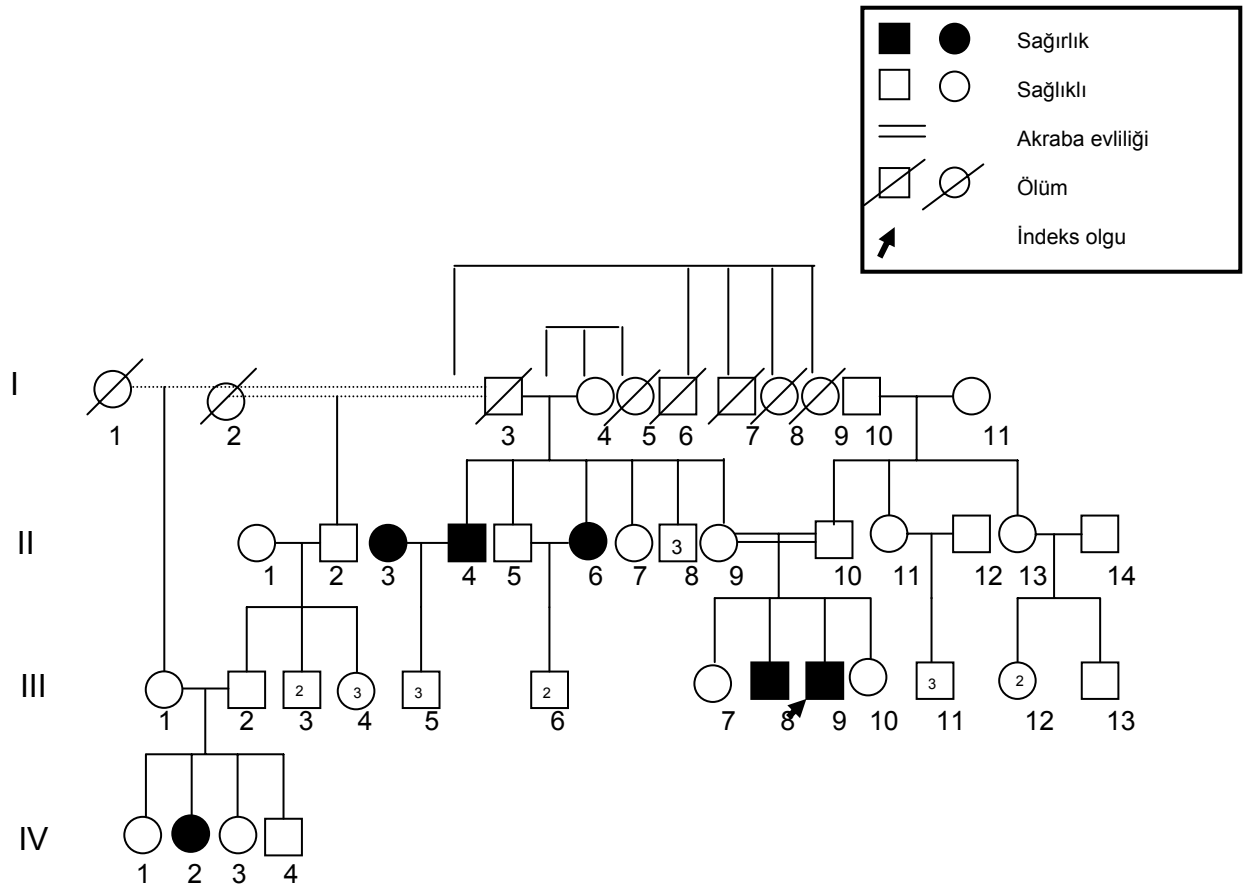 Sağırlık
Sağlıklı
Akraba evliliği
Ölüm
İndeks olgu
I
1 2 3 4 5 6 7 8 9 10 11
II
3
1 2 3 4 5 6 7 8 9 10 11 12 13 14
III
2 3 3 2 3 2
1 2 3 4 5 6 7 8 9 10 11 12 13
IV
1 2 3 4